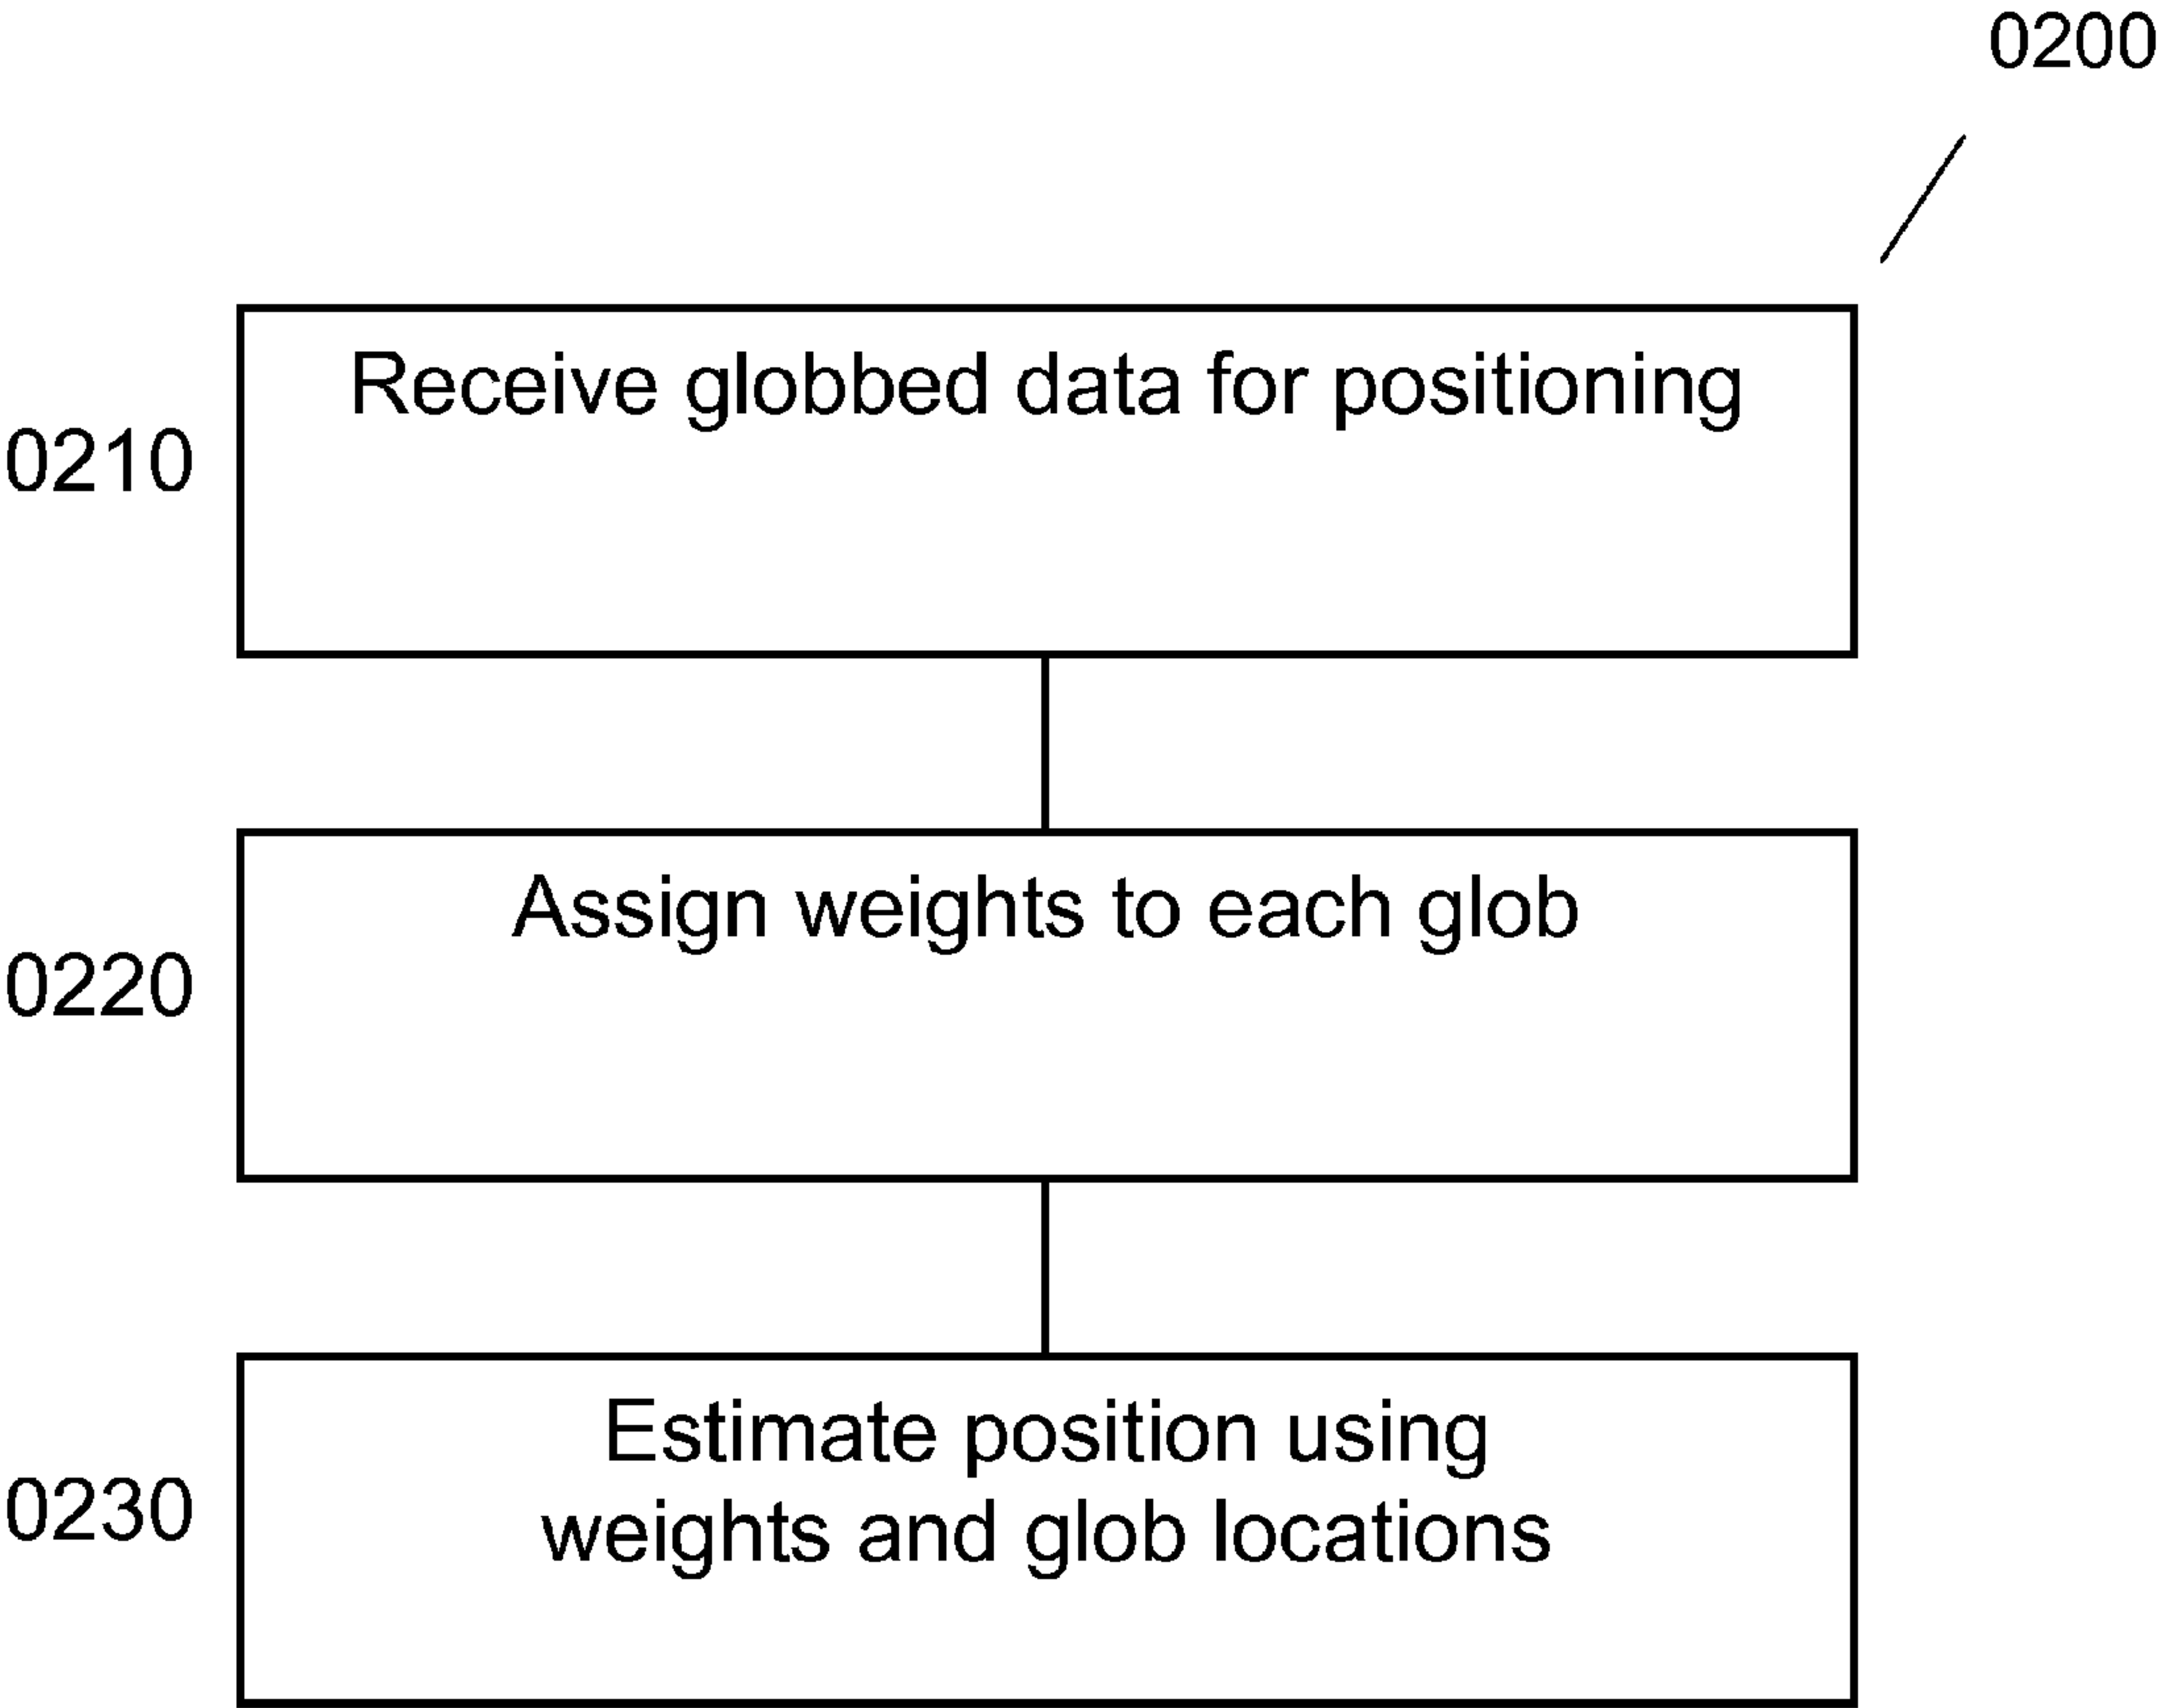 0200
Receive globbed data for positioning
0210
Assign weights to each glob
0220
Estimate position using
weights and glob locations
0230